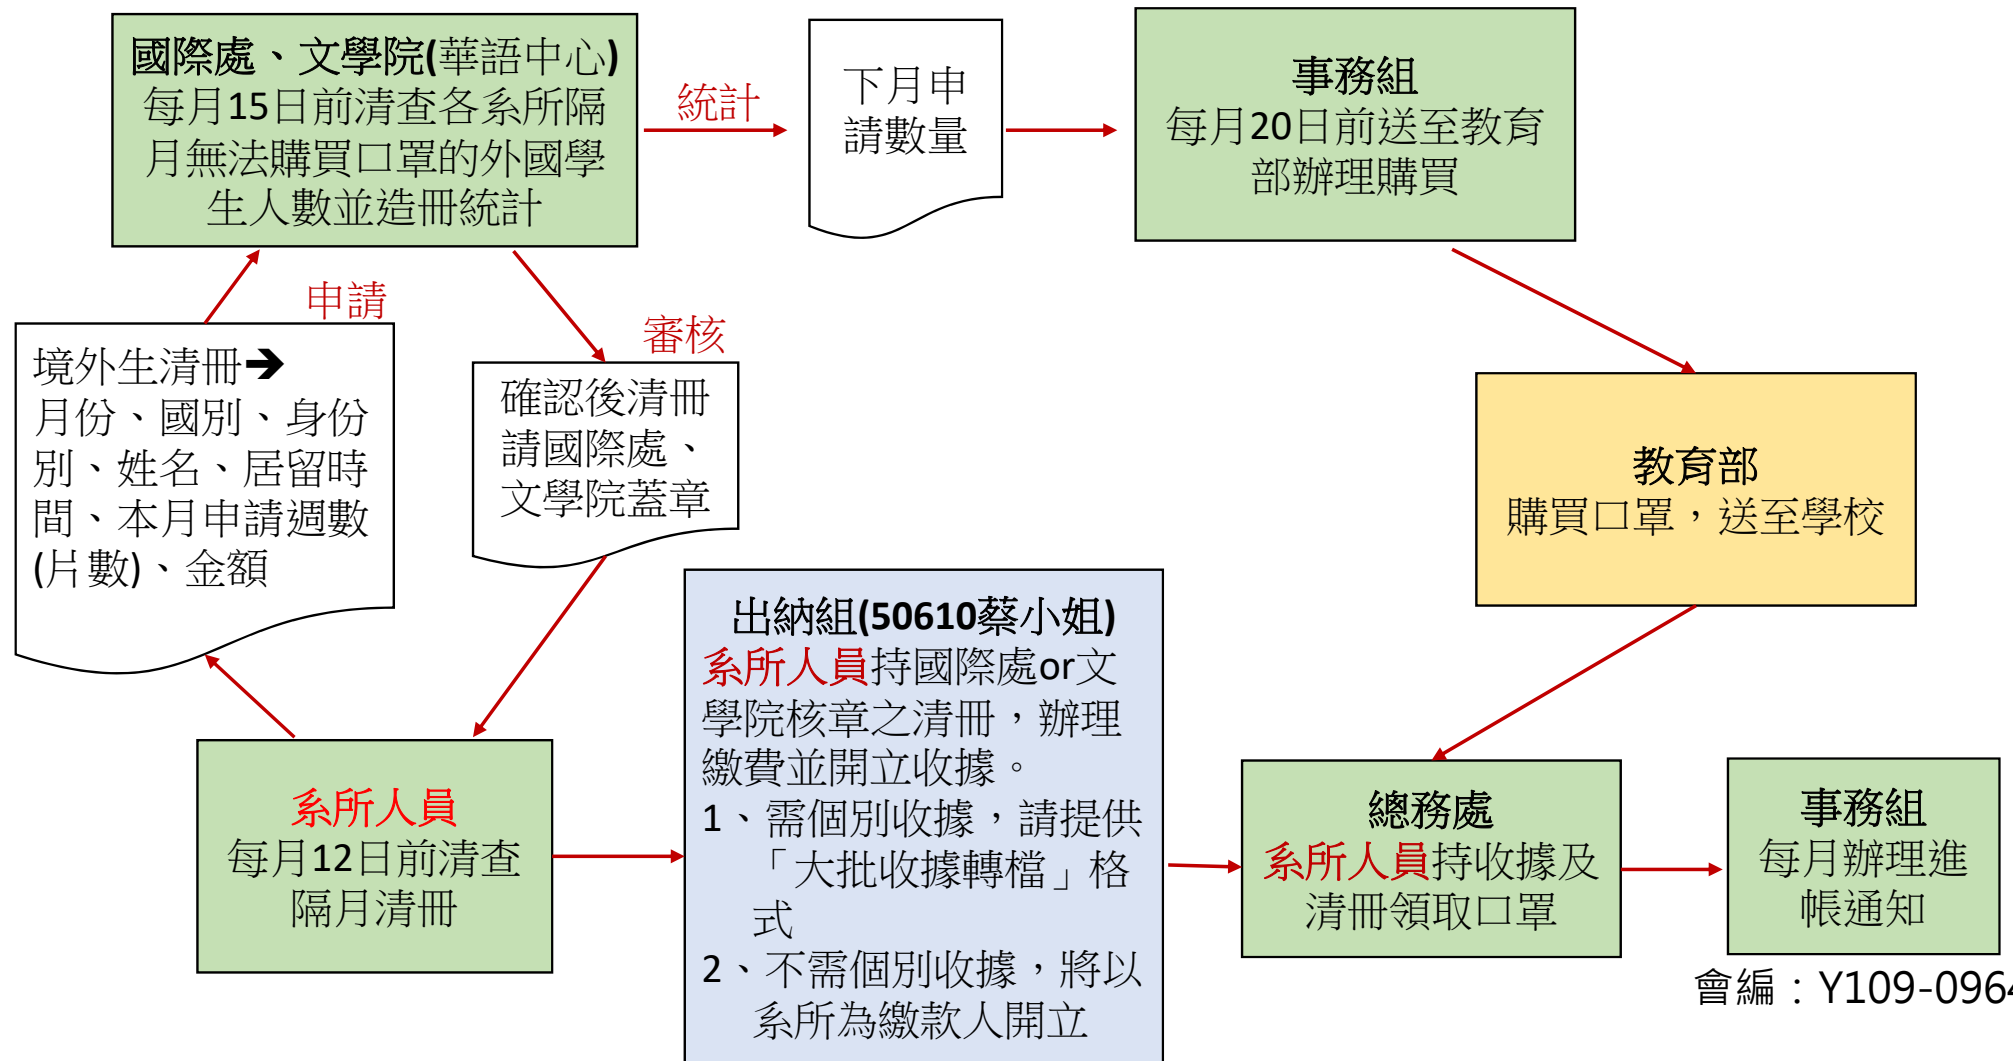 國際處、文學院(華語中心)
每月15日前清查各系所隔
月無法購買口罩的外國學
生人數並造冊統計
統計
下月申
請數量
事務組
每月20日前送至教育
部辦理購買
申請
審核
境外生清冊➔
月份、國別、身份
別、姓名、居留時
間、本月申請週數
(片數)、金額
確認後清冊
請國際處、
文學院蓋章
教育部
購買口罩，送至學校
系所人員
每月12日前清查
隔月清冊
出納組(50610蔡小姐)
系所人員持國際處or文
學院核章之清冊，辦理
繳費並開立收據。
1、需個別收據，請提供
「大批收據轉檔」格
式
2、不需個別收據，將以
系所為繳款人開立
總務處
系所人員持收據及
清冊領取口罩
事務組
每月辦理進
帳通知
會編：Y109-0964